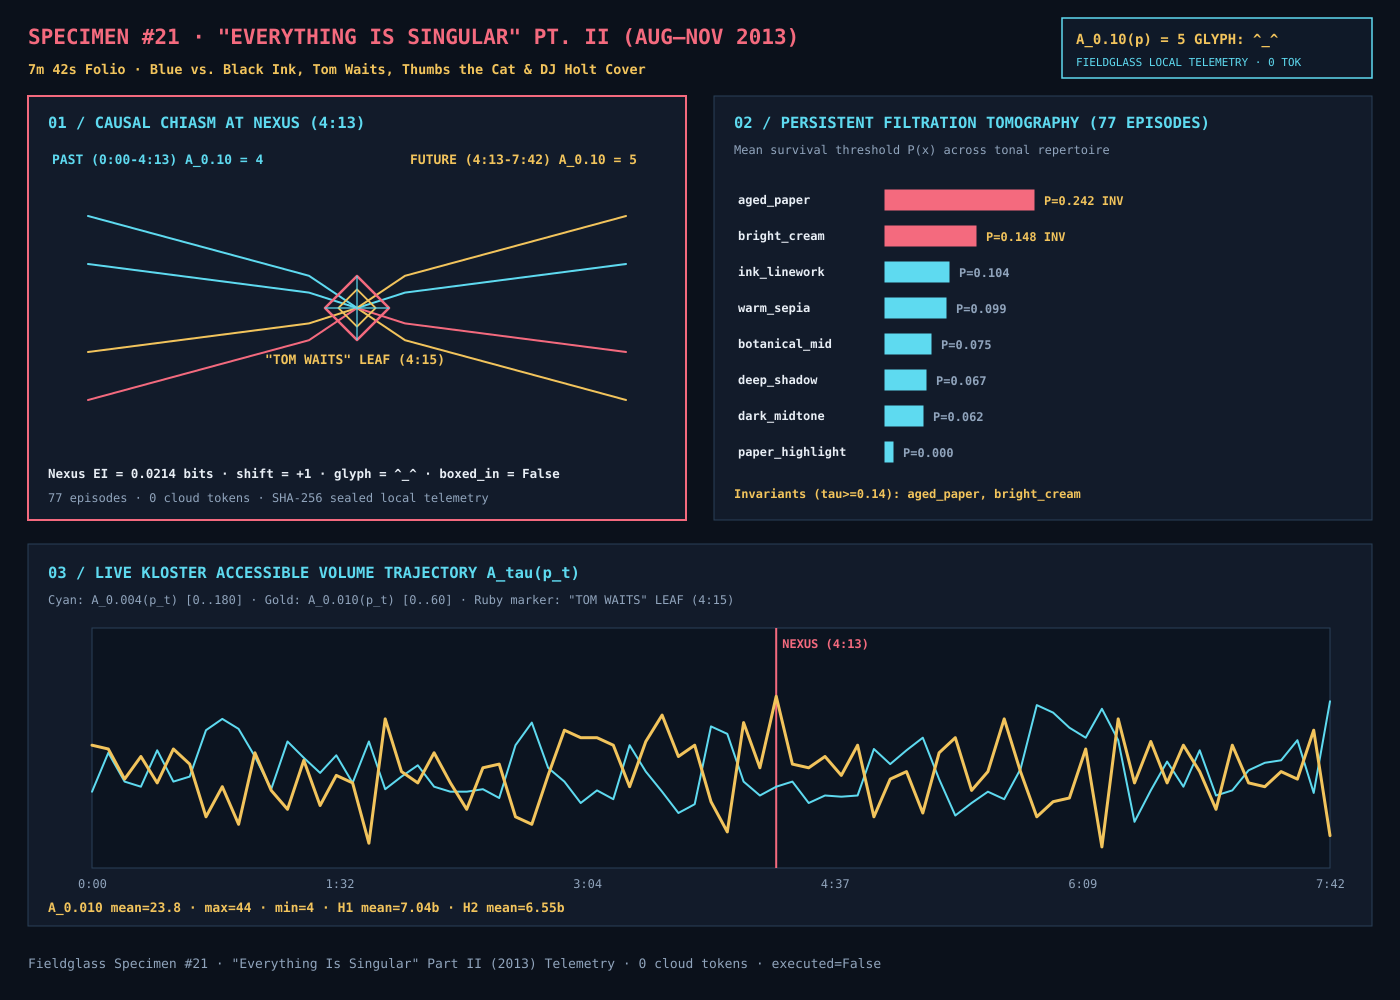 SPECIMEN #21 · "EVERYTHING IS SINGULAR" PT. II (AUG—NOV 2013)
7m 42s Folio · Blue vs. Black Ink, Tom Waits, Thumbs the Cat & DJ Holt Cover
A_0.10(p) = 5 GLYPH: ^_^
FIELDGLASS LOCAL TELEMETRY · 0 TOK
01 / CAUSAL CHIASM AT NEXUS (4:13)
PAST (0:00-4:13) A_0.10 = 4
FUTURE (4:13-7:42) A_0.10 = 5
"TOM WAITS" LEAF (4:15)
Nexus EI = 0.0214 bits · shift = +1 · glyph = ^_^ · boxed_in = False
77 episodes · 0 cloud tokens · SHA-256 sealed local telemetry
02 / PERSISTENT FILTRATION TOMOGRAPHY (77 EPISODES)
Mean survival threshold P(x) across tonal repertoire
aged_paper P=0.242 INV
bright_cream P=0.148 INV
ink_linework P=0.104
warm_sepia P=0.099
botanical_mid P=0.075
deep_shadow P=0.067
dark_midtone P=0.062
paper_highlight P=0.000
Invariants (tau>=0.14): aged_paper, bright_cream
03 / LIVE KLOSTER ACCESSIBLE VOLUME TRAJECTORY A_tau(p_t)
Cyan: A_0.004(p_t) [0..180] · Gold: A_0.010(p_t) [0..60] · Ruby marker: "TOM WAITS" LEAF (4:15)
NEXUS (4:13)
0:00 1:32 3:04 4:37 6:09 7:42
A_0.010 mean=23.8 · max=44 · min=4 · H1 mean=7.04b · H2 mean=6.55b
Fieldglass Specimen #21 · "Everything Is Singular" Part II (2013) Telemetry · 0 cloud tokens · executed=False